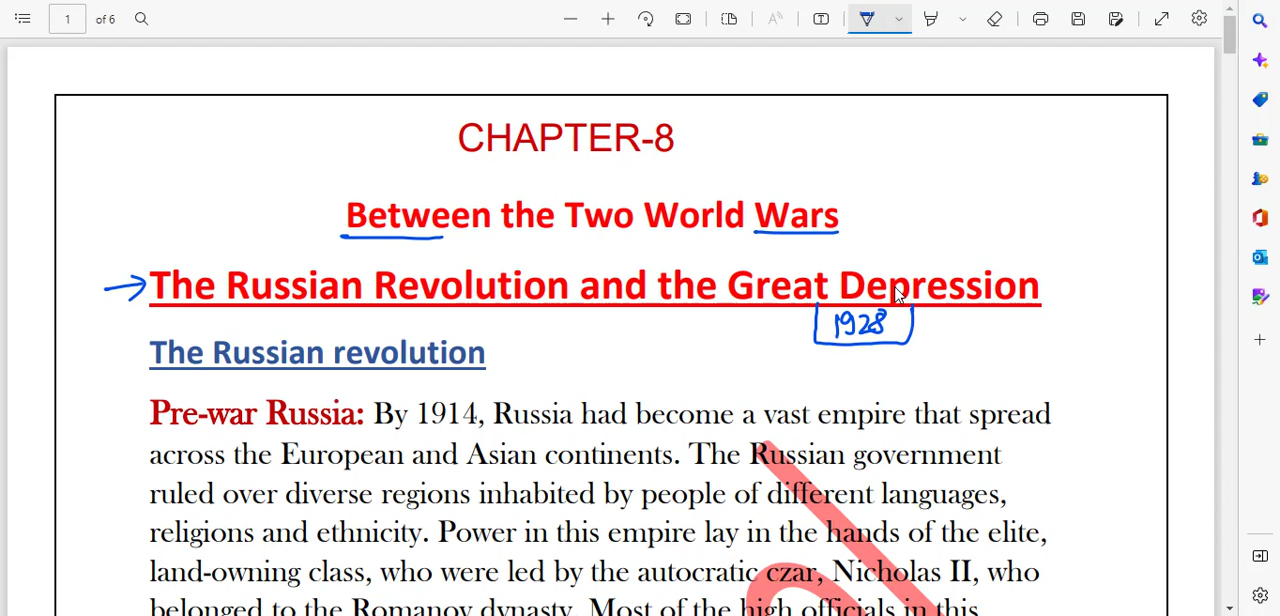 1 of 6
CHAPTER-8
Between the Two World Wars
The Russian Revolution and the Great Depression
1928
The Russian revolution
Pre-war Russia: By 1914, Russia had become a vast empire that spread
across the European and Asian continents. The Russian government
ruled over diverse regions inhabited by people of different languages,
religions and ethnicity. Power in this empire lay in the hands of the elite,
land-owning class, who were led by the autocratic czar, Nicholas II, who
belonged to the Romanov dynasty. Most of the high officials in this